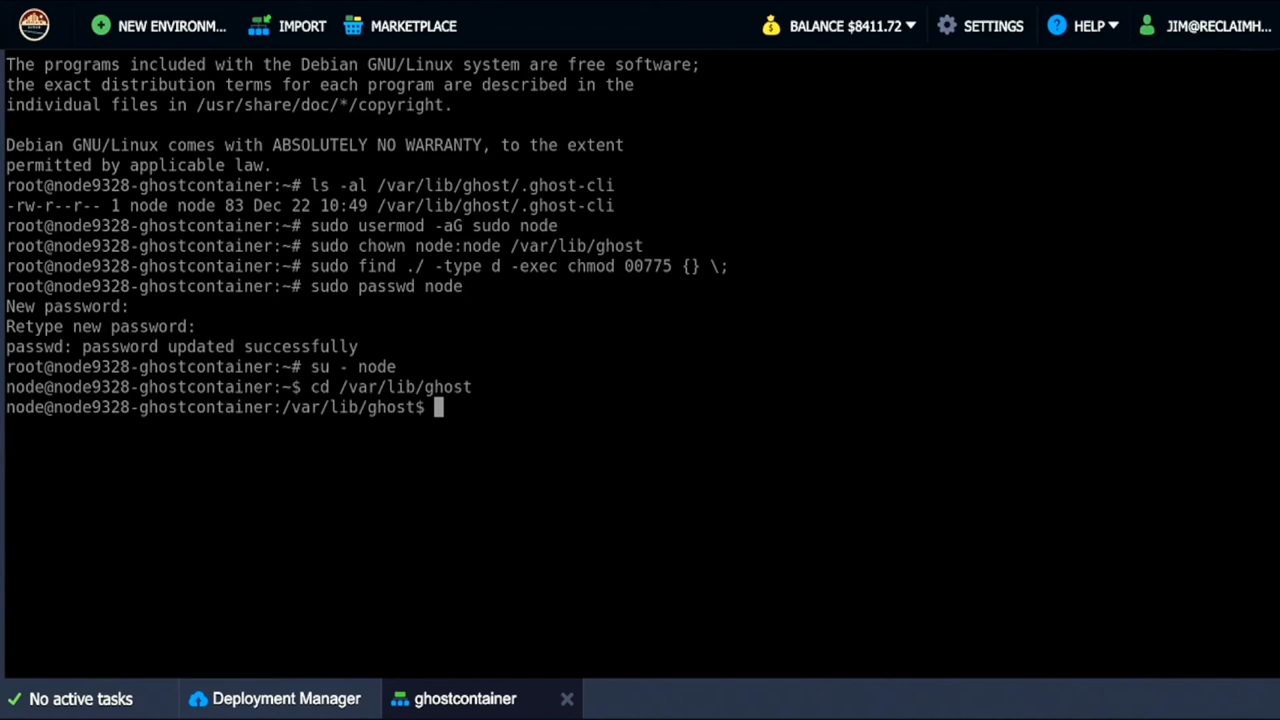 NEW ENVIRONM... IMPORT MARKETPLACE BALANCE $8411.72 SETTINGS HELP JIM@RECLAIMH...
The programs included with the Debian GNU/Linux system are free software;
the exact distribution terms for each program are described in the
individual files in /usr/share/doc/*/copyright.
Debian GNU/Linux comes with ABSOLUTELY NO WARRANTY, to the extent
permitted by applicable law.
root@node9328-ghostcontainer:~# ls -al /var/lib/ghost/.ghost-cli
-rw-r--r-- 1 node node 83 Dec 22 10:49 /var/lib/ghost/.ghost-cli
root@node9328-ghostcontainer:~# sudo usermod -aG sudo node
root@node9328-ghostcontainer:~# sudo chown node:node /var/lib/ghost
root@node9328-ghostcontainer:~# sudo find ./ -type d -exec chmod 00775 {} \;
root@node9328-ghostcontainer:~# sudo passwd node
New password:
Retype new password:
passwd: password updated successfully
root@node9328-ghostcontainer:~# su - node
node@node9328-ghostcontainer:~$ cd /var/lib/ghost
node@node9328-ghostcontainer:/var/lib/ghost$
No active tasks Deployment Manager ghostcontainer